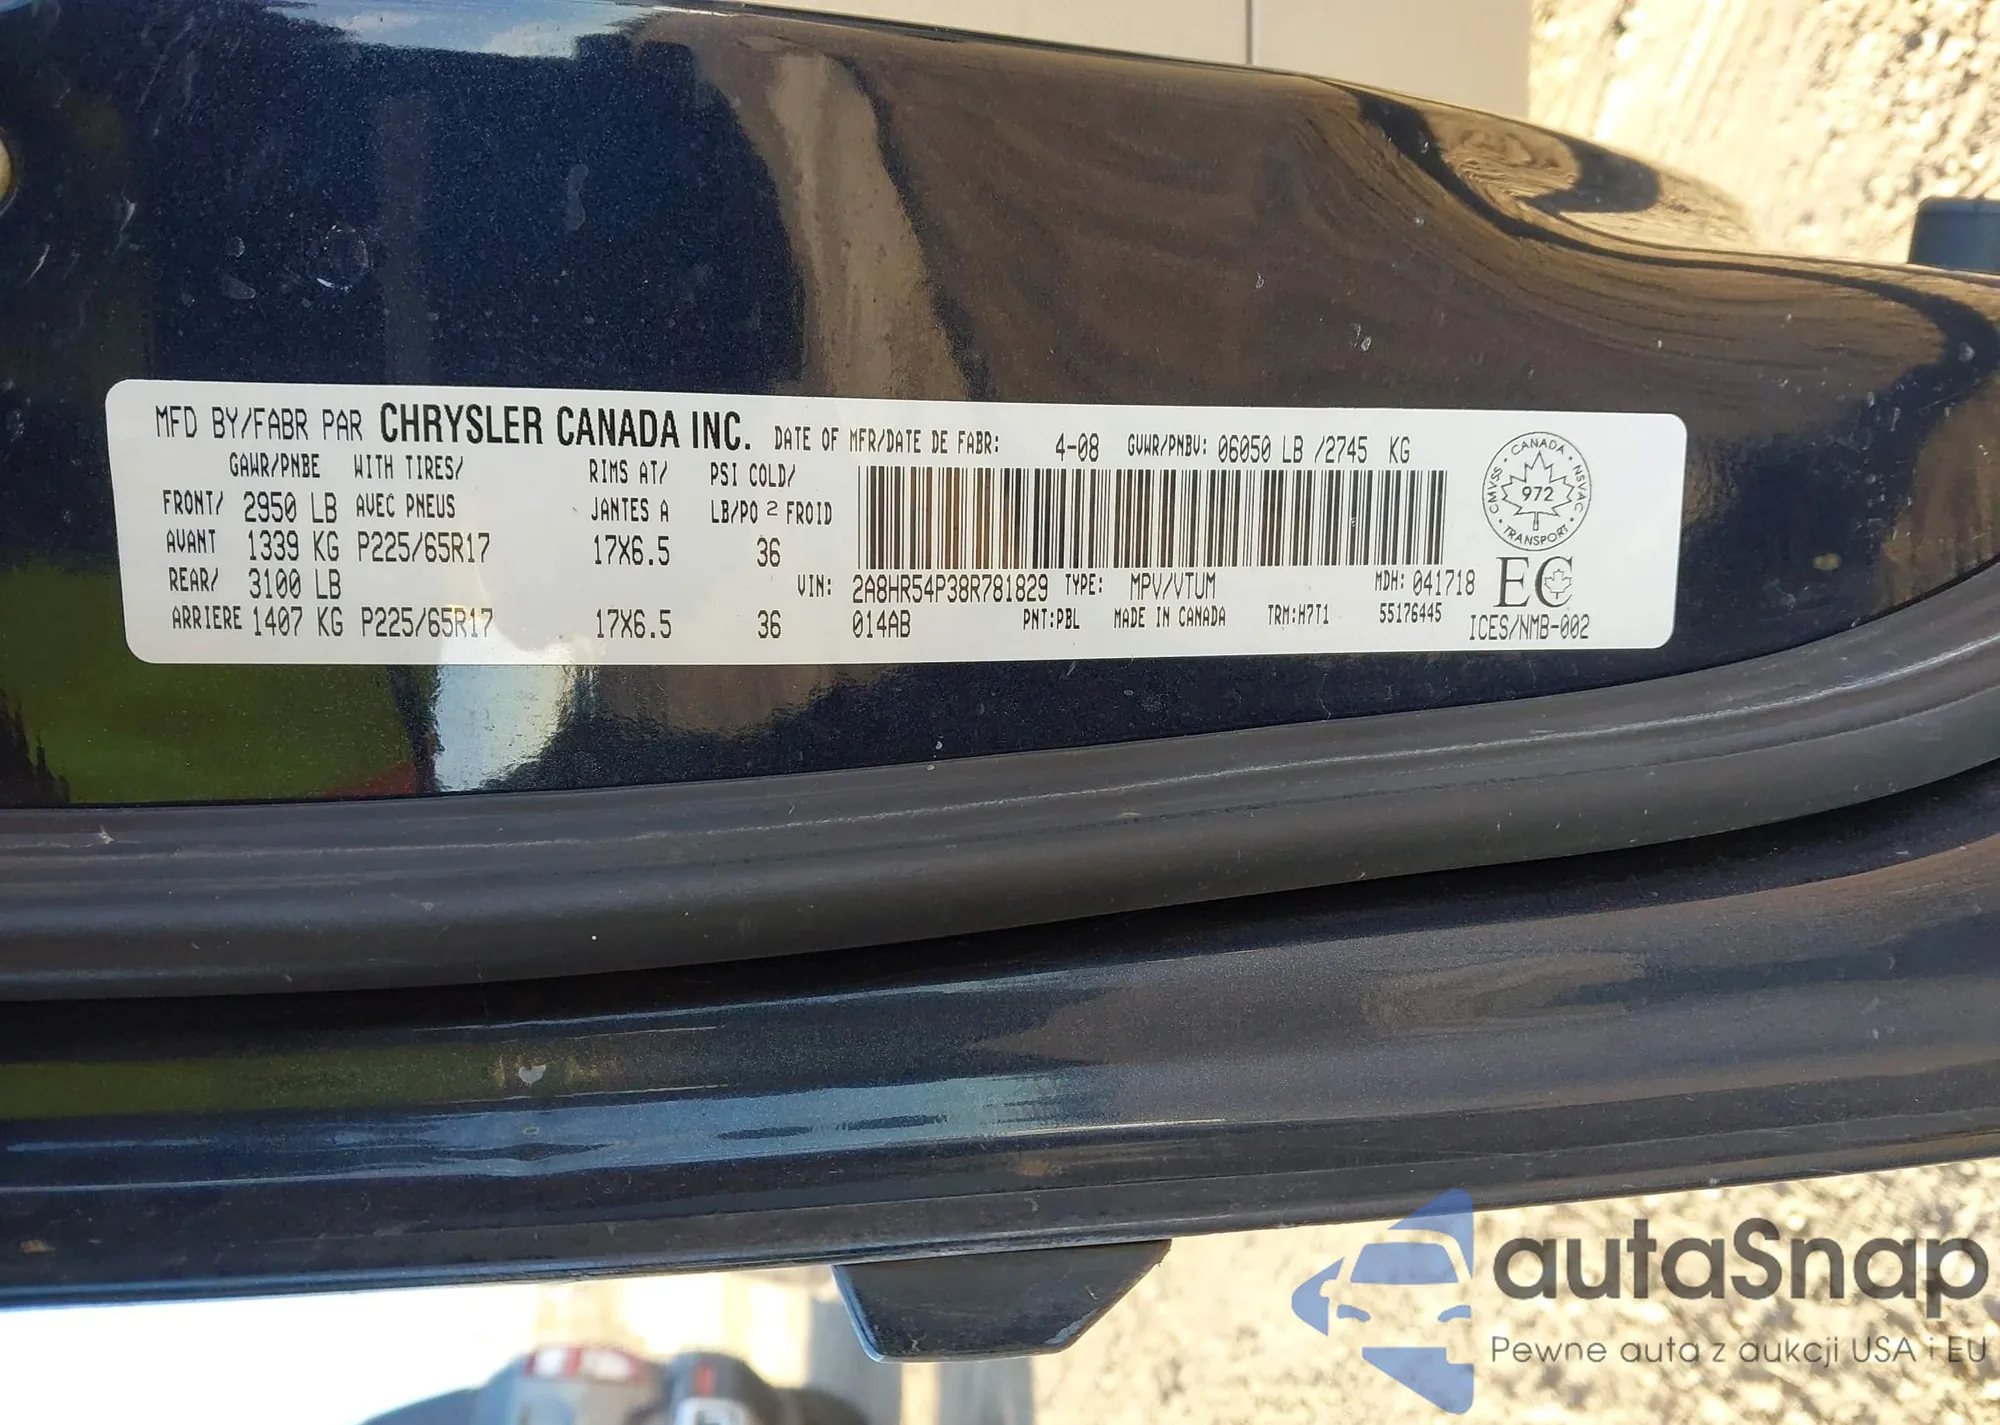 MFD BY/FABR PAR CHRYSLER CANADA INC. DATE OF MFR/DATE DE FABR: 4-08 GVWR/PNBV: 06050 LB /2745 KG
GAWR/PNBE WITH TIRES/ RIMS AT/ PSI COLD/
FRONT/ 2950 LB AVEC PNEUS JANTES A LB/PO 2 FROID
AVANT 1339 KG P225/65R17 17X6.5 36
REAR/ 3100 LB
ARRIERE 1407 KG P225/65R17 17X6.5 36
VIN: 2A8HR54P38R781829 TYPE: MPV/VTUM MDH: 041718
014AB PNT:PBL MADE IN CANADA TRM:H7T1 55176445
CANADA · NSVAC · TRANSPORT · CMVSS ·
972
EC
ICES/NMB-002
autaSnap
Pewne auta z aukcji USA i EU